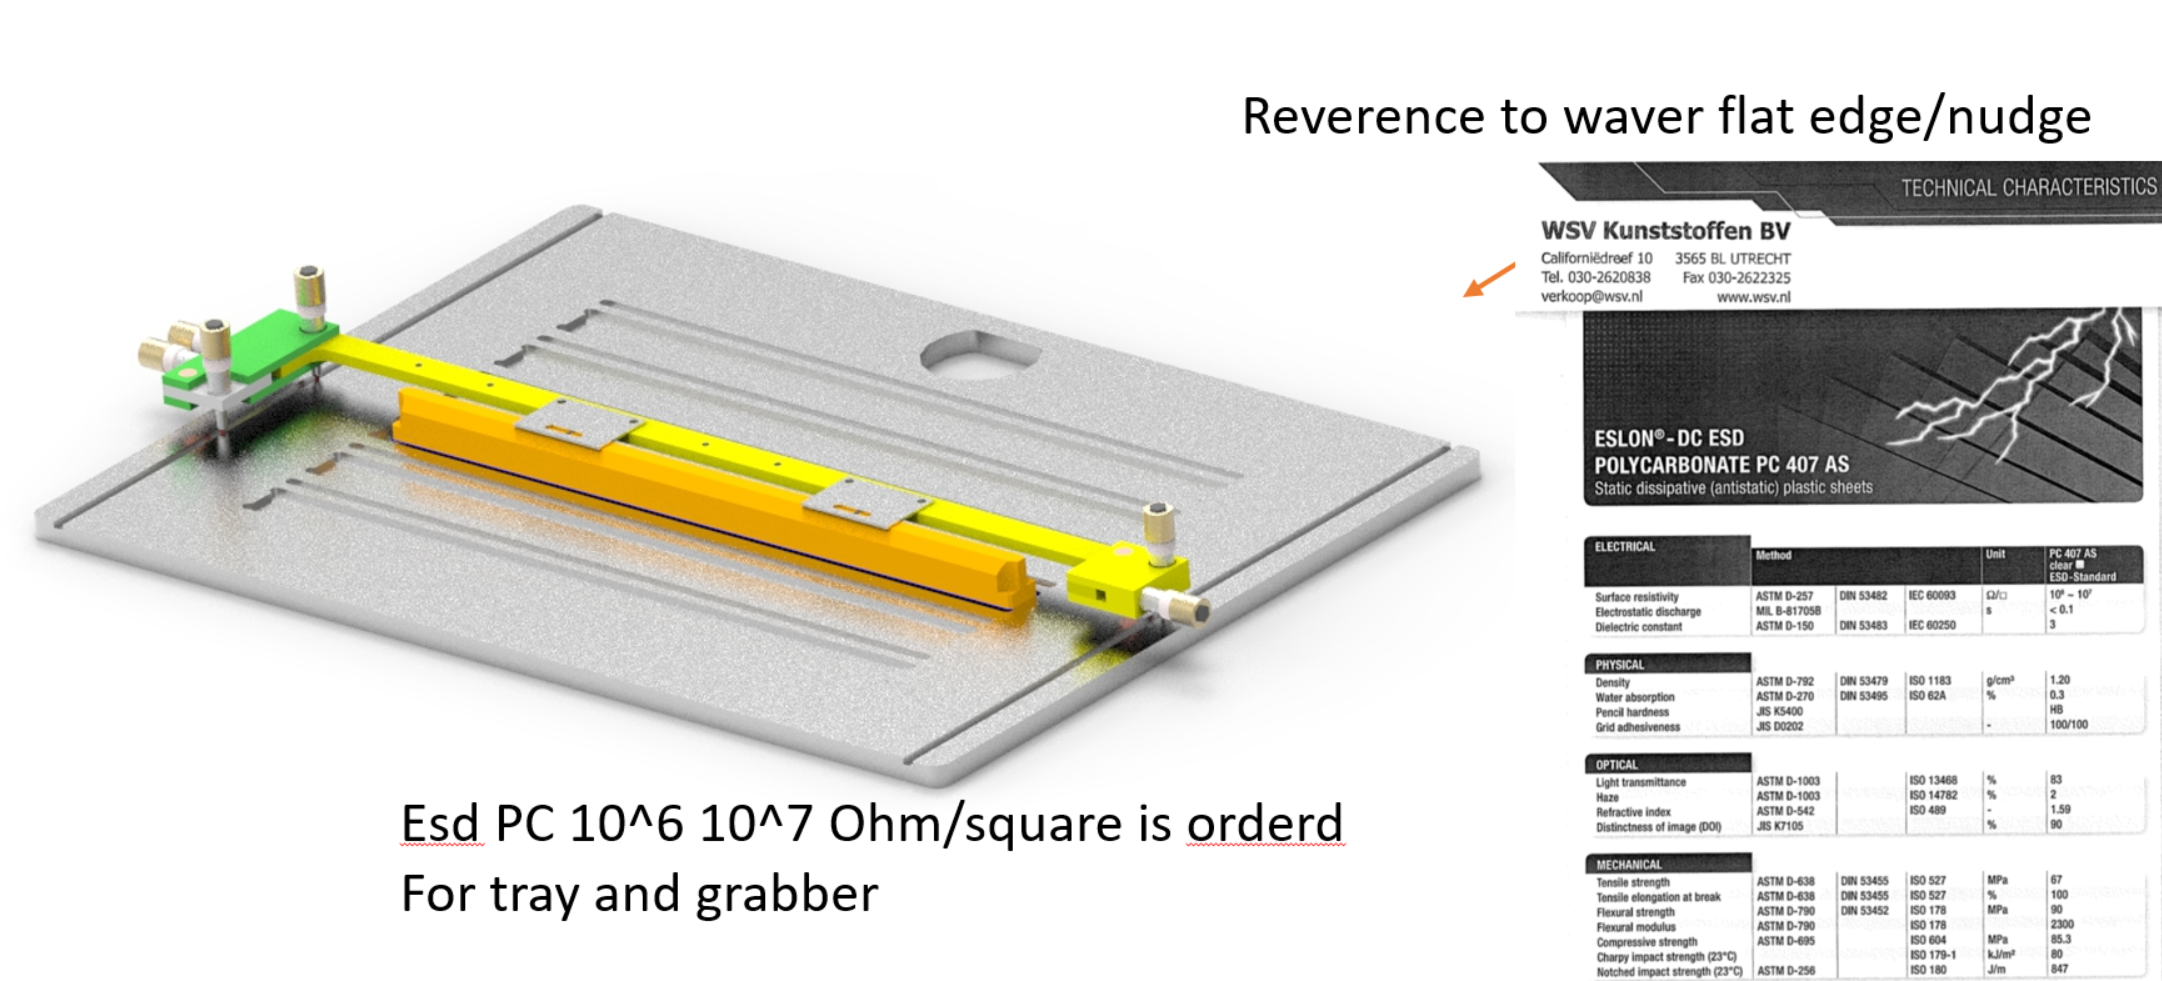 Reverence to waver flat edge/nudge
TECHNICAL CHARACTERISTICS
WSV Kunststoffen BV
Californiëdreef 10 3565 BL UTRECHT
Tel. 030-2620838 Fax 030-2622325
verkoop@wsv.nl www.wsv.nl
ESLON®-DC ESD
POLYCARBONATE PC 407 AS
Static dissipative (antistatic) plastic sheets
ELECTRICAL Method Unit PC 407 AS
clear
ESD-Standard
Surface resistivity ASTM D-257 DIN 53482 IEC 60093 Ω/□ 10⁶ ~ 10⁷
Electrostatic discharge MIL B-81705B s < 0.1
Dielectric constant ASTM D-150 DIN 53483 IEC 60250 3
PHYSICAL
Density ASTM D-792 DIN 53479 ISO 1183 g/cm³ 1.20
Water absorption ASTM D-270 DIN 53495 ISO 62A % 0.3
Pencil hardness JIS K5400 HB
Grid adhesiveness JIS D0202 - 100/100
OPTICAL
Light transmittance ASTM D-1003 ISO 13468 % 83
Haze ASTM D-1003 ISO 14782 % 2
Refractive index ASTM D-542 ISO 489 - 1.59
Distinctness of image (DOI) JIS K7105 % 90
MECHANICAL
Tensile strength ASTM D-638 DIN 53455 ISO 527 MPa 67
Tensile elongation at break ASTM D-638 DIN 53455 ISO 527 % 100
Flexural strength ASTM D-790 DIN 53452 ISO 178 MPa 90
Flexural modulus ASTM D-790 ISO 178 2300
Compressive strength ASTM D-695 ISO 604 MPa 85.3
Charpy impact strength (23°C) ISO 179-1 kJ/m² 80
Notched impact strength (23°C) ASTM D-256 ISO 180 J/m 847
Esd PC 10^6 10^7 Ohm/square is orderd
For tray and grabber